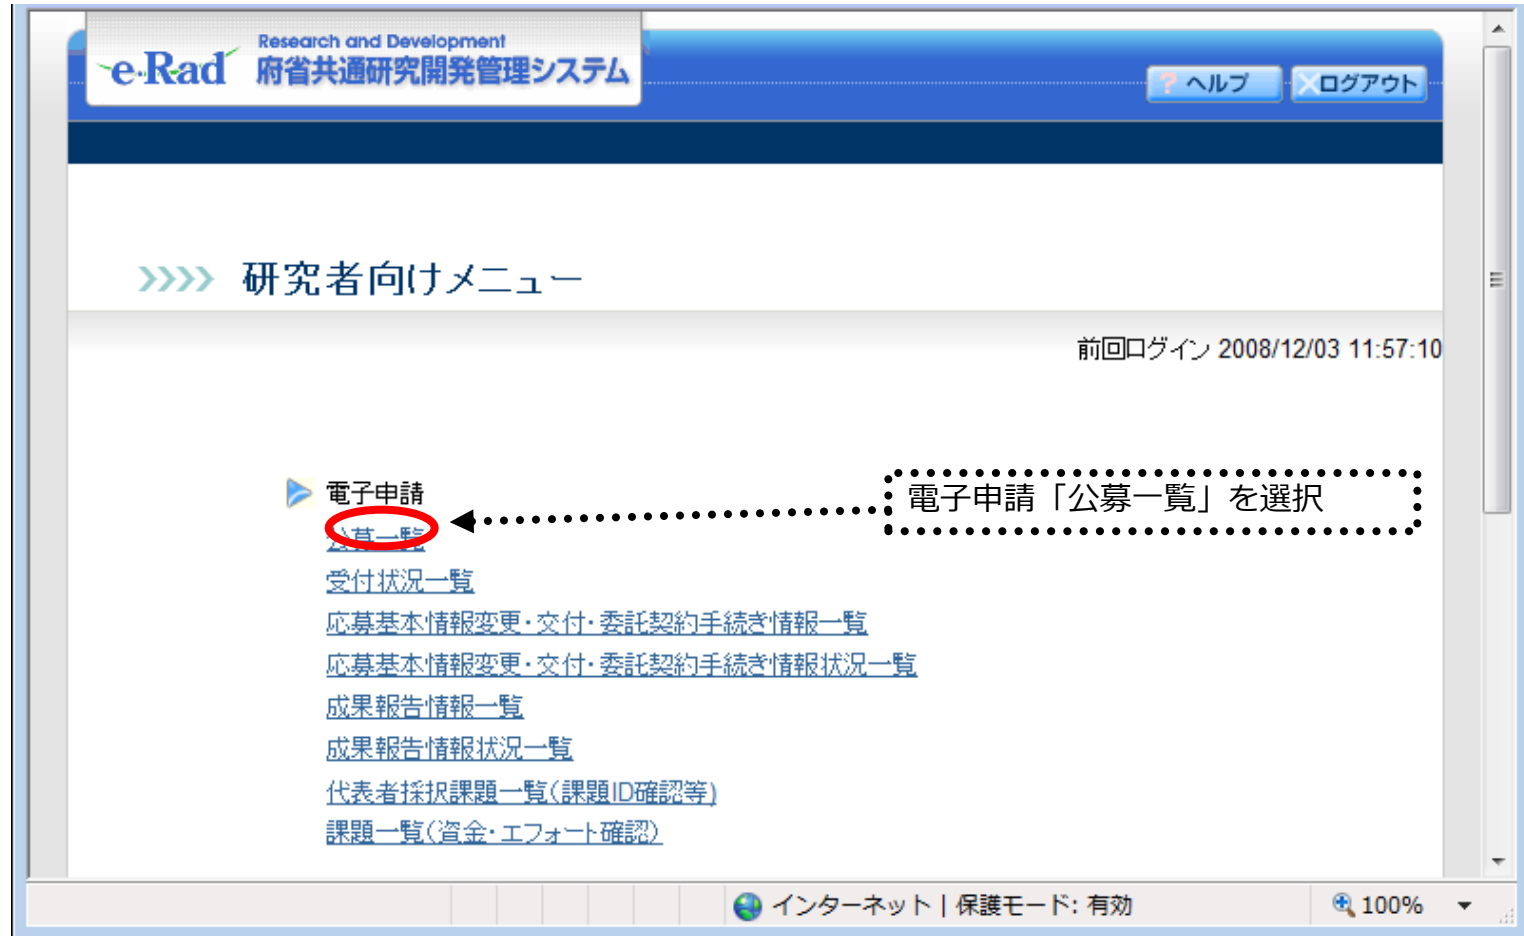 e-Rad
Research and Development
府省共通研究開発管理システム
? ヘルプ
ログアウト
研究者向けメニュー
前回ログイン 2008/12/03 11:57:10
電子申請
電子申請「公募一覧」を選択
公募一覧
受付状況一覧
応募基本情報変更・交付・委託契約手続き情報一覧
応募基本情報変更・交付・委託契約手続き情報状況一覧
成果報告情報一覧
成果報告情報状況一覧
代表者採択課題一覧(課題ID確認等)
課題一覧(資金・エフォート確認)
インターネット | 保護モード: 有効
100%